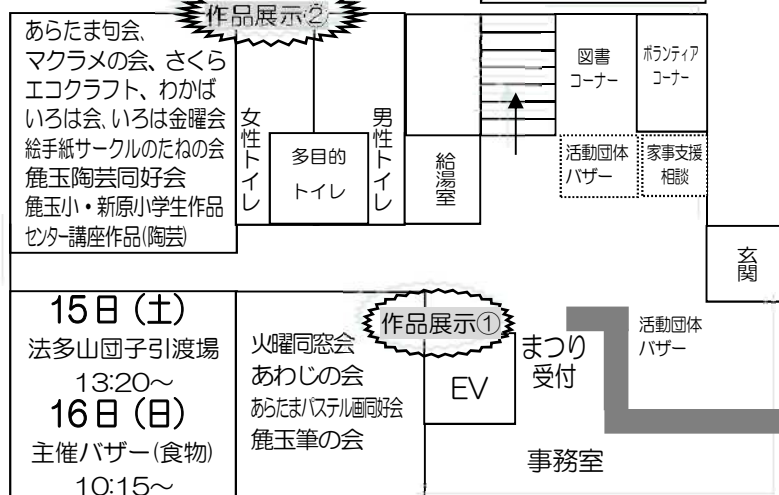 作品展示②
あらたま句会、
マクラメの会、さくら
エコクラフト、わかば
いろは会、いろは金曜会
絵手紙サークルのたねの会
麁玉陶芸同好会
麁玉小・新原小学生作品
センター講座作品(陶芸)
女性トイレ
多目的
トイレ
男性トイレ
給湯室
図書
コーナー
ボランティア
コーナー
活動団体
バザー
家事支援
相談
玄関
15日（土）
法多山団子引渡場
13:20～
16日（日）
主催バザー(食物)
10:15～
作品展示①
火曜同窓会
あわじの会
あらたまパステル画同好会
麁玉筆の会
EV
まつり
受付
活動団体
バザー
事務室